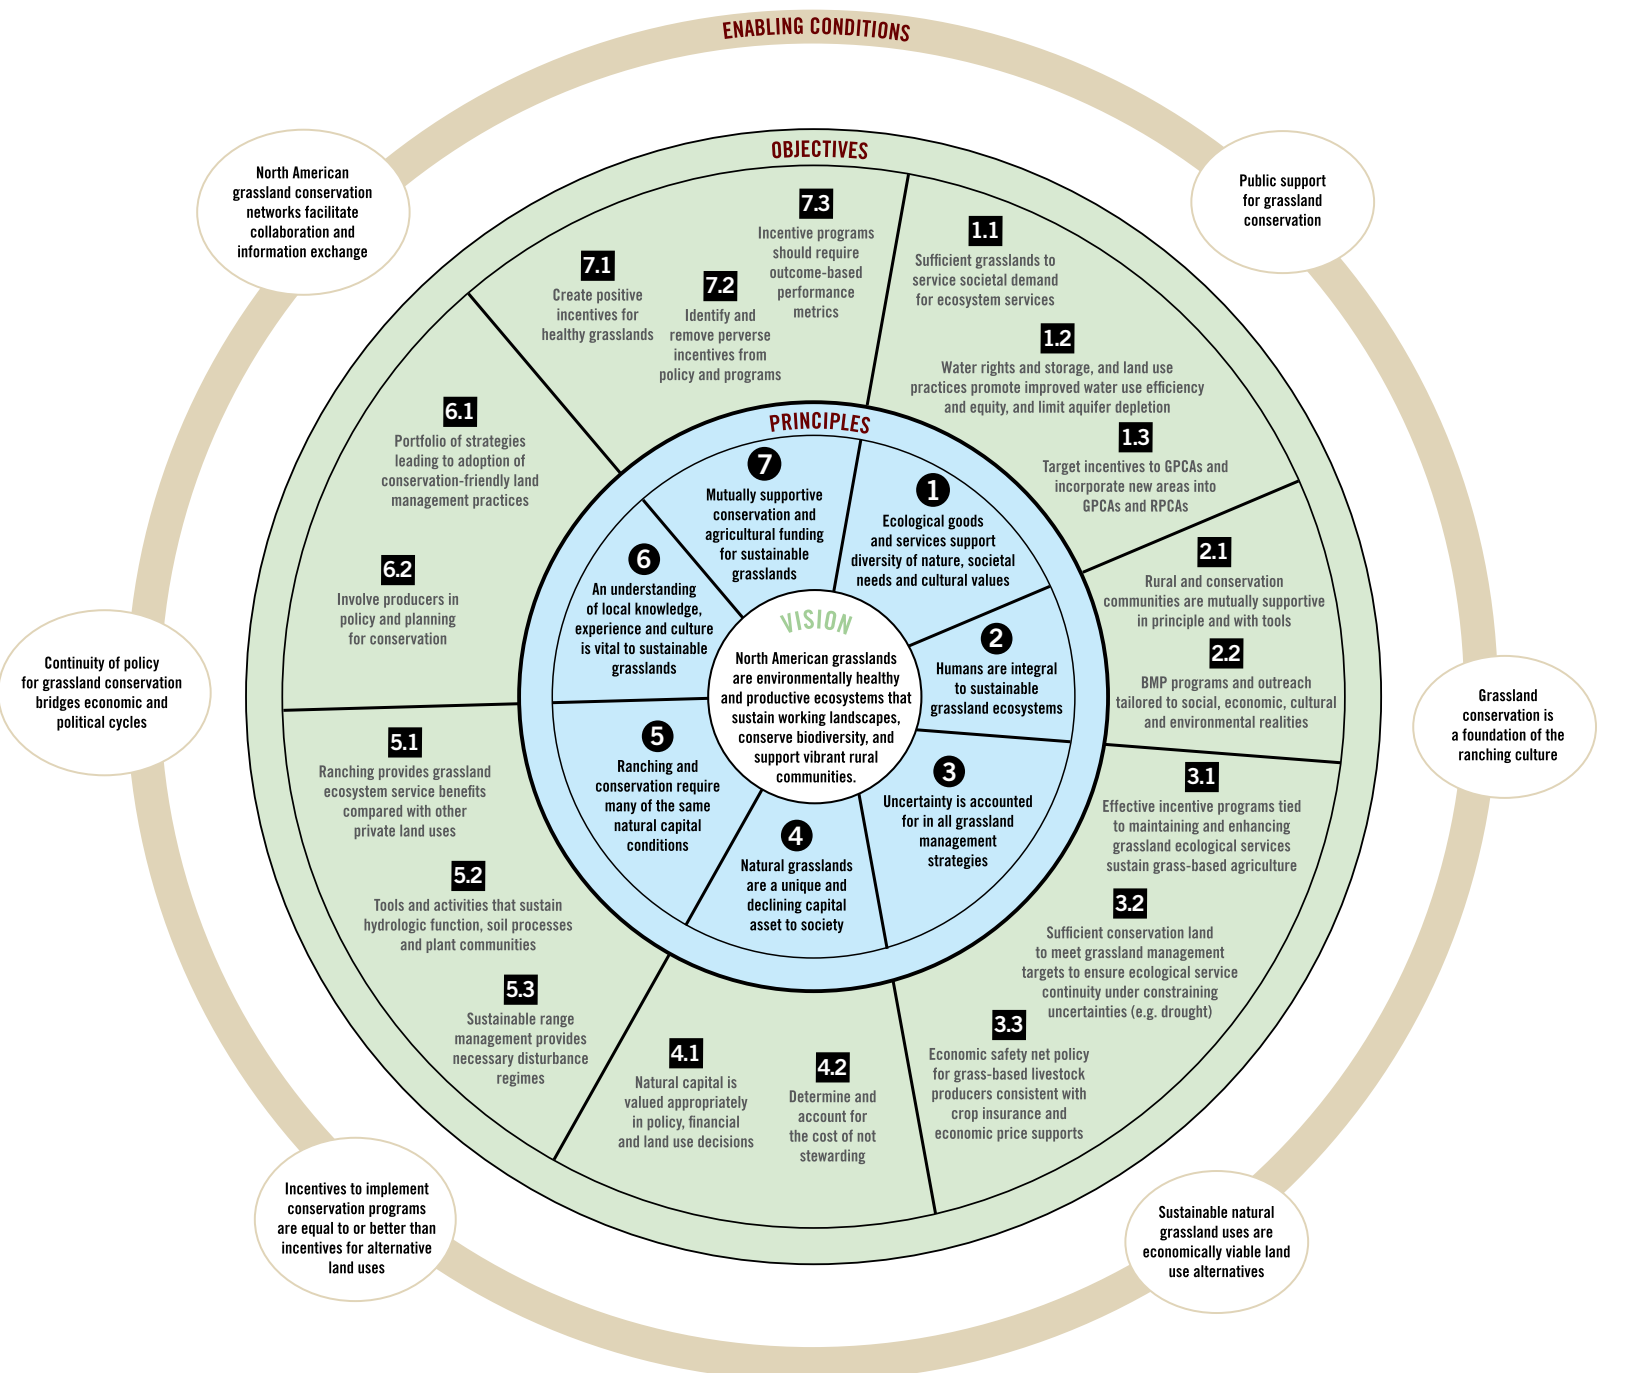 ENABLING CONDITIONS
North American
grassland conservation
networks facilitate
collaboration and
information exchange
Public support
for grassland
conservation
Grassland
conservation is
a foundation of the
ranching culture
Sustainable natural
grassland uses are
economically viable land
use alternatives
Incentives to implement
conservation programs
are equal to or better than
incentives for alternative
land uses
Continuity of policy
for grassland conservation
bridges economic and
political cycles
OBJECTIVES
1.1
Sufficient grasslands to
service societal demand
for ecosystem services
1.2
Water rights and storage, and land use
practices promote improved water use efficiency
and equity, and limit aquifer depletion
1.3
Target incentives to GPCAs and
incorporate new areas into
GPCAs and RPCAs
2.1
Rural and conservation
communities are mutually supportive
in principle and with tools
2.2
BMP programs and outreach
tailored to social, economic, cultural
and environmental realities
3.1
Effective incentive programs tied
to maintaining and enhancing
grassland ecological services
sustain grass-based agriculture
3.2
Sufficient conservation land
to meet grassland management
targets to ensure ecological service
continuity under constraining
uncertainties (e.g. drought)
3.3
Economic safety net policy
for grass-based livestock
producers consistent with
crop insurance and
economic price supports
4.1
Natural capital is
valued appropriately
in policy, financial
and land use decisions
4.2
Determine and
account for
the cost of not
stewarding
5.1
Ranching provides grassland
ecosystem service benefits
compared with other
private land uses
5.2
Tools and activities that sustain
hydrologic function, soil processes
and plant communities
5.3
Sustainable range
management provides
necessary disturbance
regimes
6.1
Portfolio of strategies
leading to adoption of
conservation-friendly land
management practices
6.2
Involve producers in
policy and planning
for conservation
7.1
Create positive
incentives for
healthy grasslands
7.2
Identify and
remove perverse
incentives from
policy and programs
7.3
Incentive programs
should require
outcome-based
performance
metrics
PRINCIPLES
1
Ecological goods
and services support
diversity of nature, societal
needs and cultural values
2
Humans are integral
to sustainable
grassland ecosystems
3
Uncertainty is accounted
for in all grassland
management
strategies
4
Natural grasslands
are a unique and
declining capital
asset to society
5
Ranching and
conservation require
many of the same
natural capital
conditions
6
An understanding
of local knowledge,
experience and culture
is vital to sustainable
grasslands
7
Mutually supportive
conservation and
agricultural funding
for sustainable
grasslands
VISION
North American grasslands
are environmentally healthy
and productive ecosystems that
sustain working landscapes,
conserve biodiversity, and
support vibrant rural
communities.